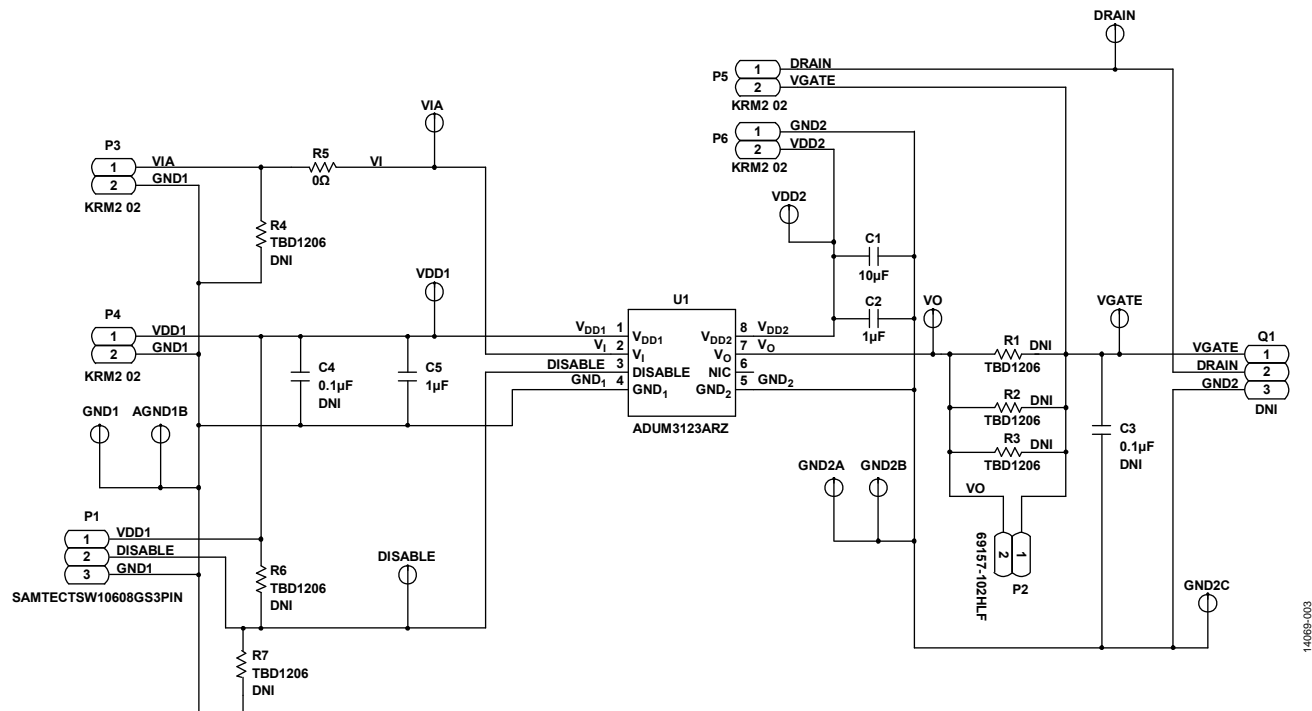 DRAIN
P5
1
DRAIN
2
VGATE
KRM2 02
VIA
P6
1
GND2
2
VDD2
KRM2 02
P3
1
VIA
2
GND1
KRM2 02
R5
0Ω
VI
R4
TBD1206
DNI
VDD2
C1
10µF
VDD1
U1
C2
1µF
VO
VGATE
P4
1
VDD1
2
GND1
KRM2 02
VDD1 1
VI 2
DISABLE 3
GND1 4
VDD1
VI
DISABLE
GND1
VDD2
VO
NIC
GND2
8 VDD2
7 VO
6
5 GND2
ADUM3123ARZ
C4
0.1µF
DNI
C5
1µF
R1
DNI
TBD1206
R2
DNI
TBD1206
R3
DNI
TBD1206
C3
0.1µF
DNI
Q1
VGATE
1
DRAIN
2
GND2
3
DNI
GND1
AGND1B
GND2A
GND2B
VO
2
1
69157-102HLF
P2
P1
1
VDD1
2
DISABLE
3
GND1
SAMTECTSW10608GS3PIN
R6
TBD1206
DNI
DISABLE
GND2C
R7
TBD1206
DNI
14069-003